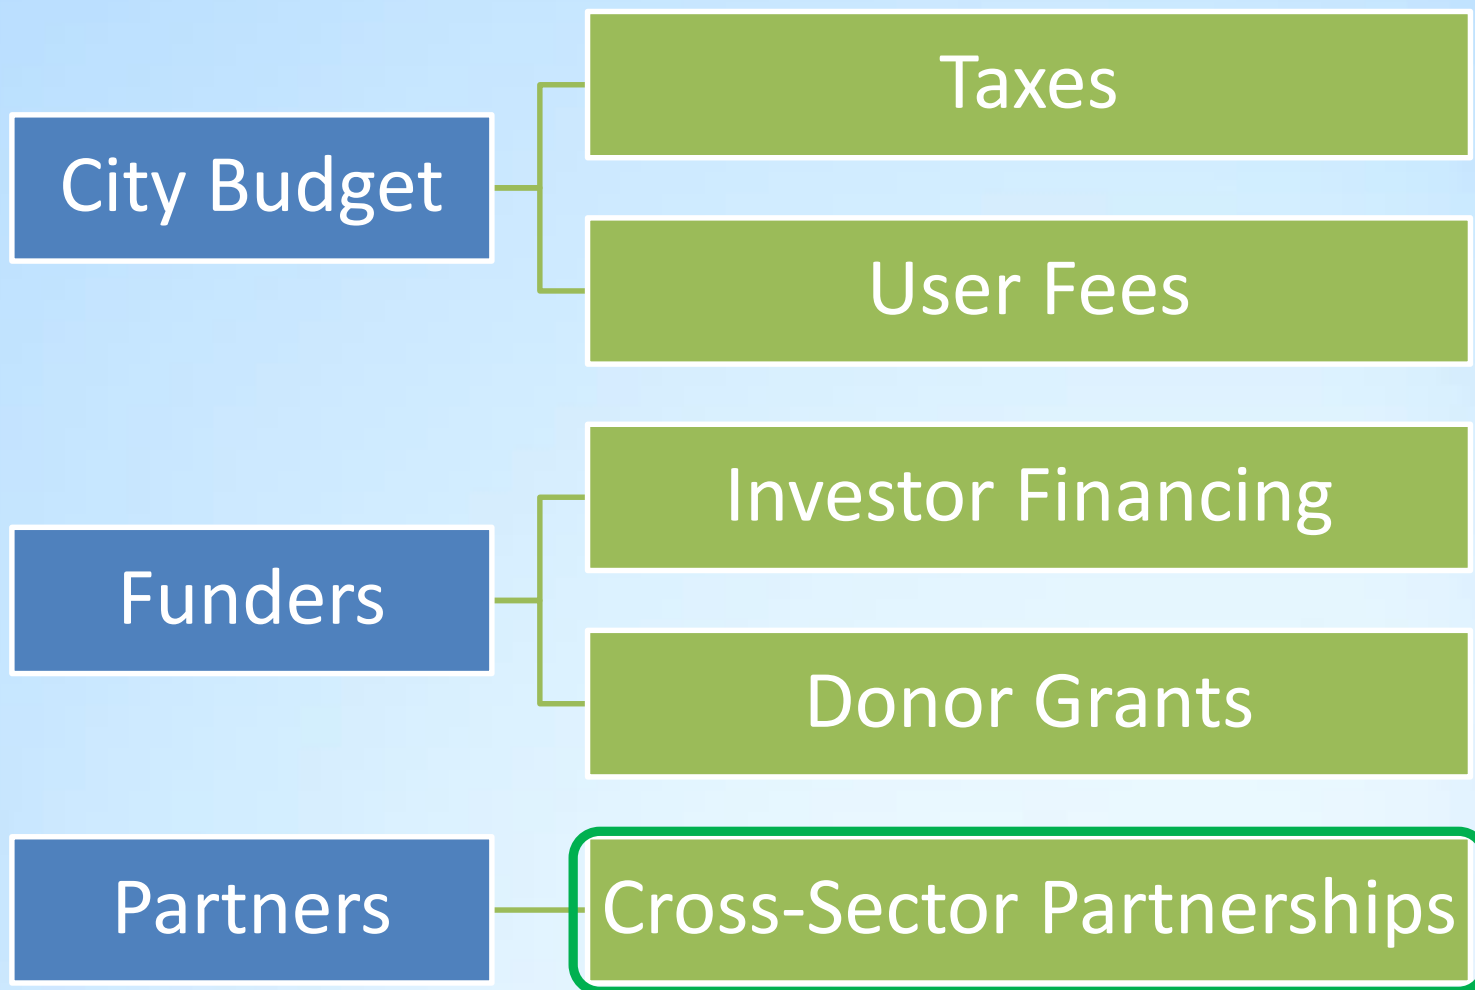 City Budget
Taxes
User Fees
Funders
Investor Financing
Donor Grants
Partners
Cross-Sector Partnerships